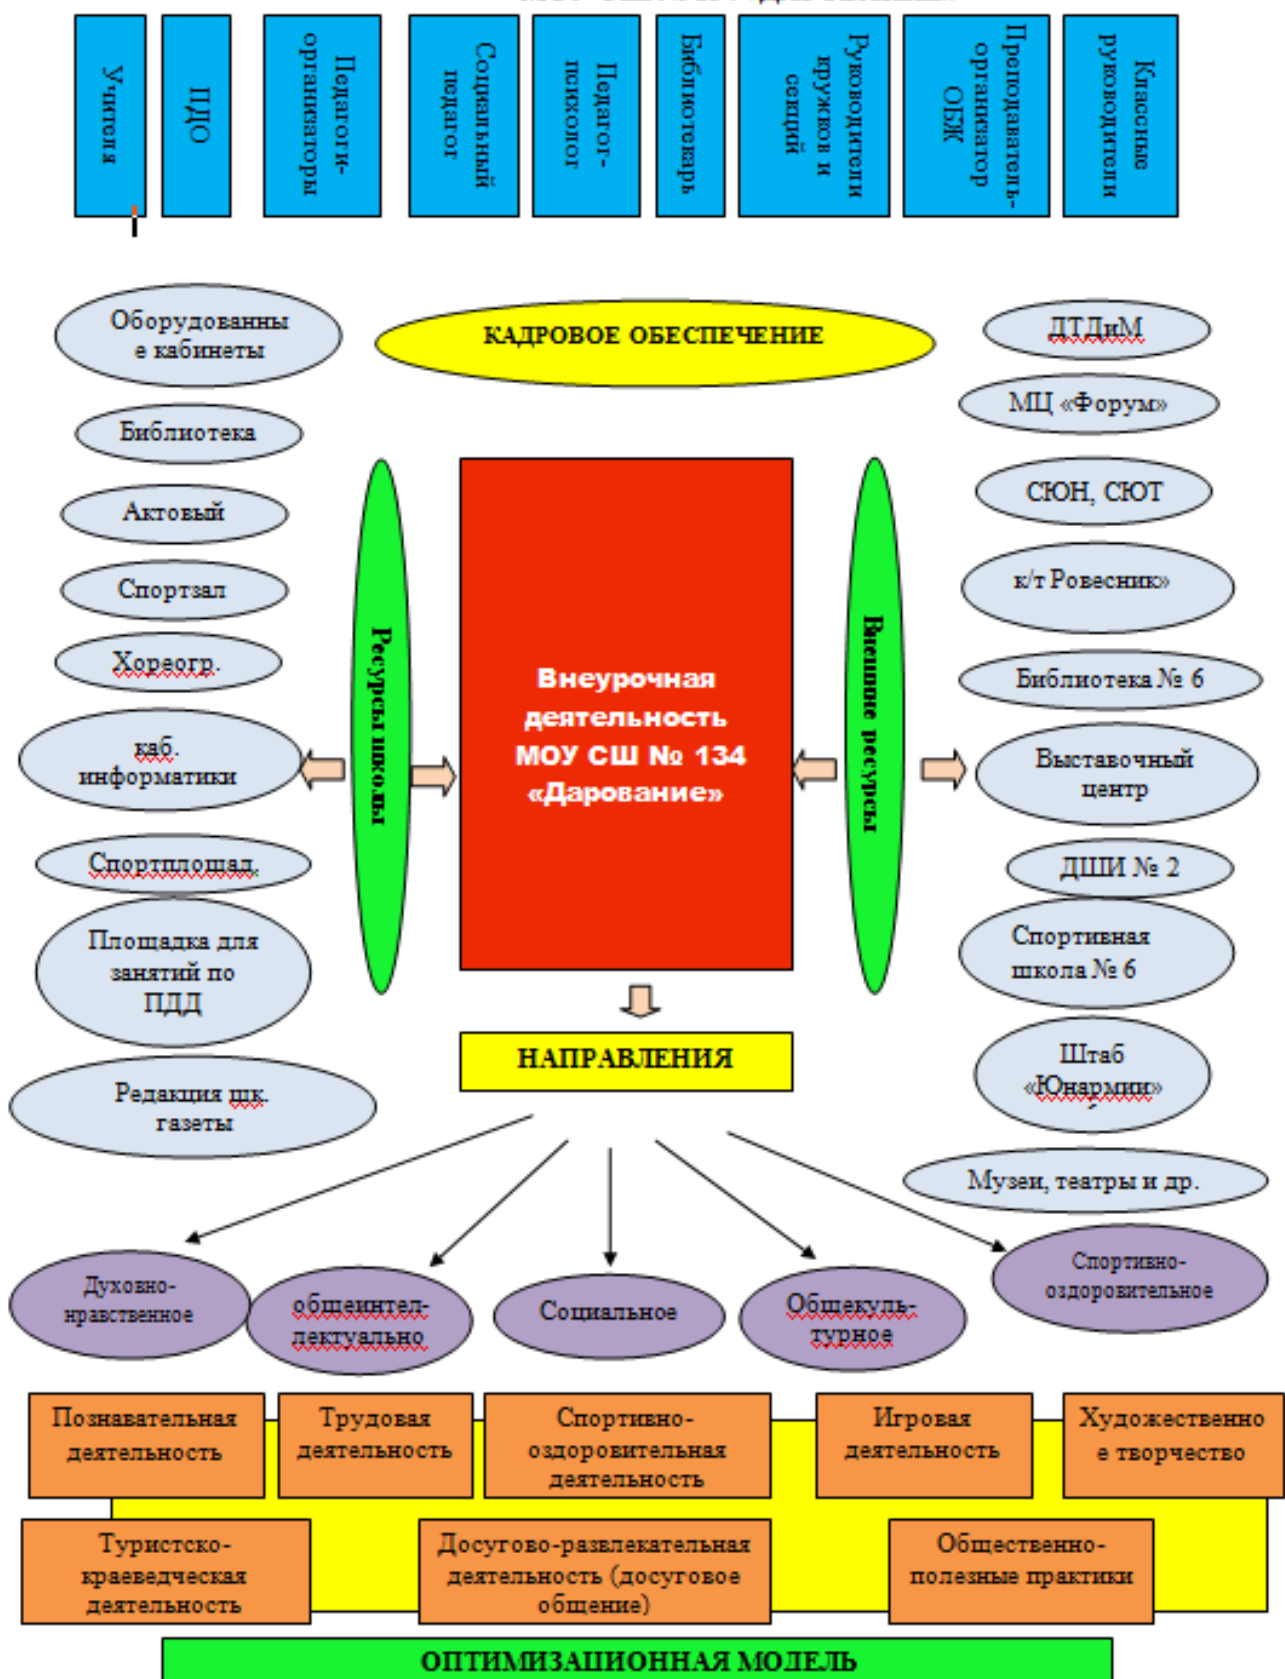 Учителя
ПДО
Педагоги-
организаторы
Социальный
педагог
Педагог-
психолог
Библиотекарь
Руководители
кружков и
секций
Преподаватель-
организатор
ОБЖ
Классные
руководители
КАДРОВОЕ ОБЕСПЕЧЕНИЕ
Оборудованны
е кабинеты
Библиотека
Актовый
Спортзал
Хореогр.
каб.
информатики
Спортплощад.
Площадка для
занятий по
ПДД
Редакция шк.
газеты
Ресурсы школы
Внеурочная
деятельность
МОУ СШ № 134
«Дарование»
Внешние ресурсы
ДТДиМ
МЦ «Форум»
СЮН, СЮТ
к/т Ровесник»
Библиотека № 6
Выставочный
центр
ДШИ № 2
Спортивная
школа № 6
Штаб
«Юнармии»
Музеи, театры и др.
НАПРАВЛЕНИЯ
Духовно-
нравственное
общеинтел-
лектуально
Социальное
Общекуль-
турное
Спортивно-
оздоровительное
Познавательная
деятельность
Трудовая
деятельность
Спортивно-
оздоровительная
деятельность
Игровая
деятельность
Художественно
е творчество
Туристско-
краеведческая
деятельность
Досугово-развлекательная
деятельность (досуговое
общение)
Общественно-
полезные практики
ОПТИМИЗАЦИОННАЯ МОДЕЛЬ